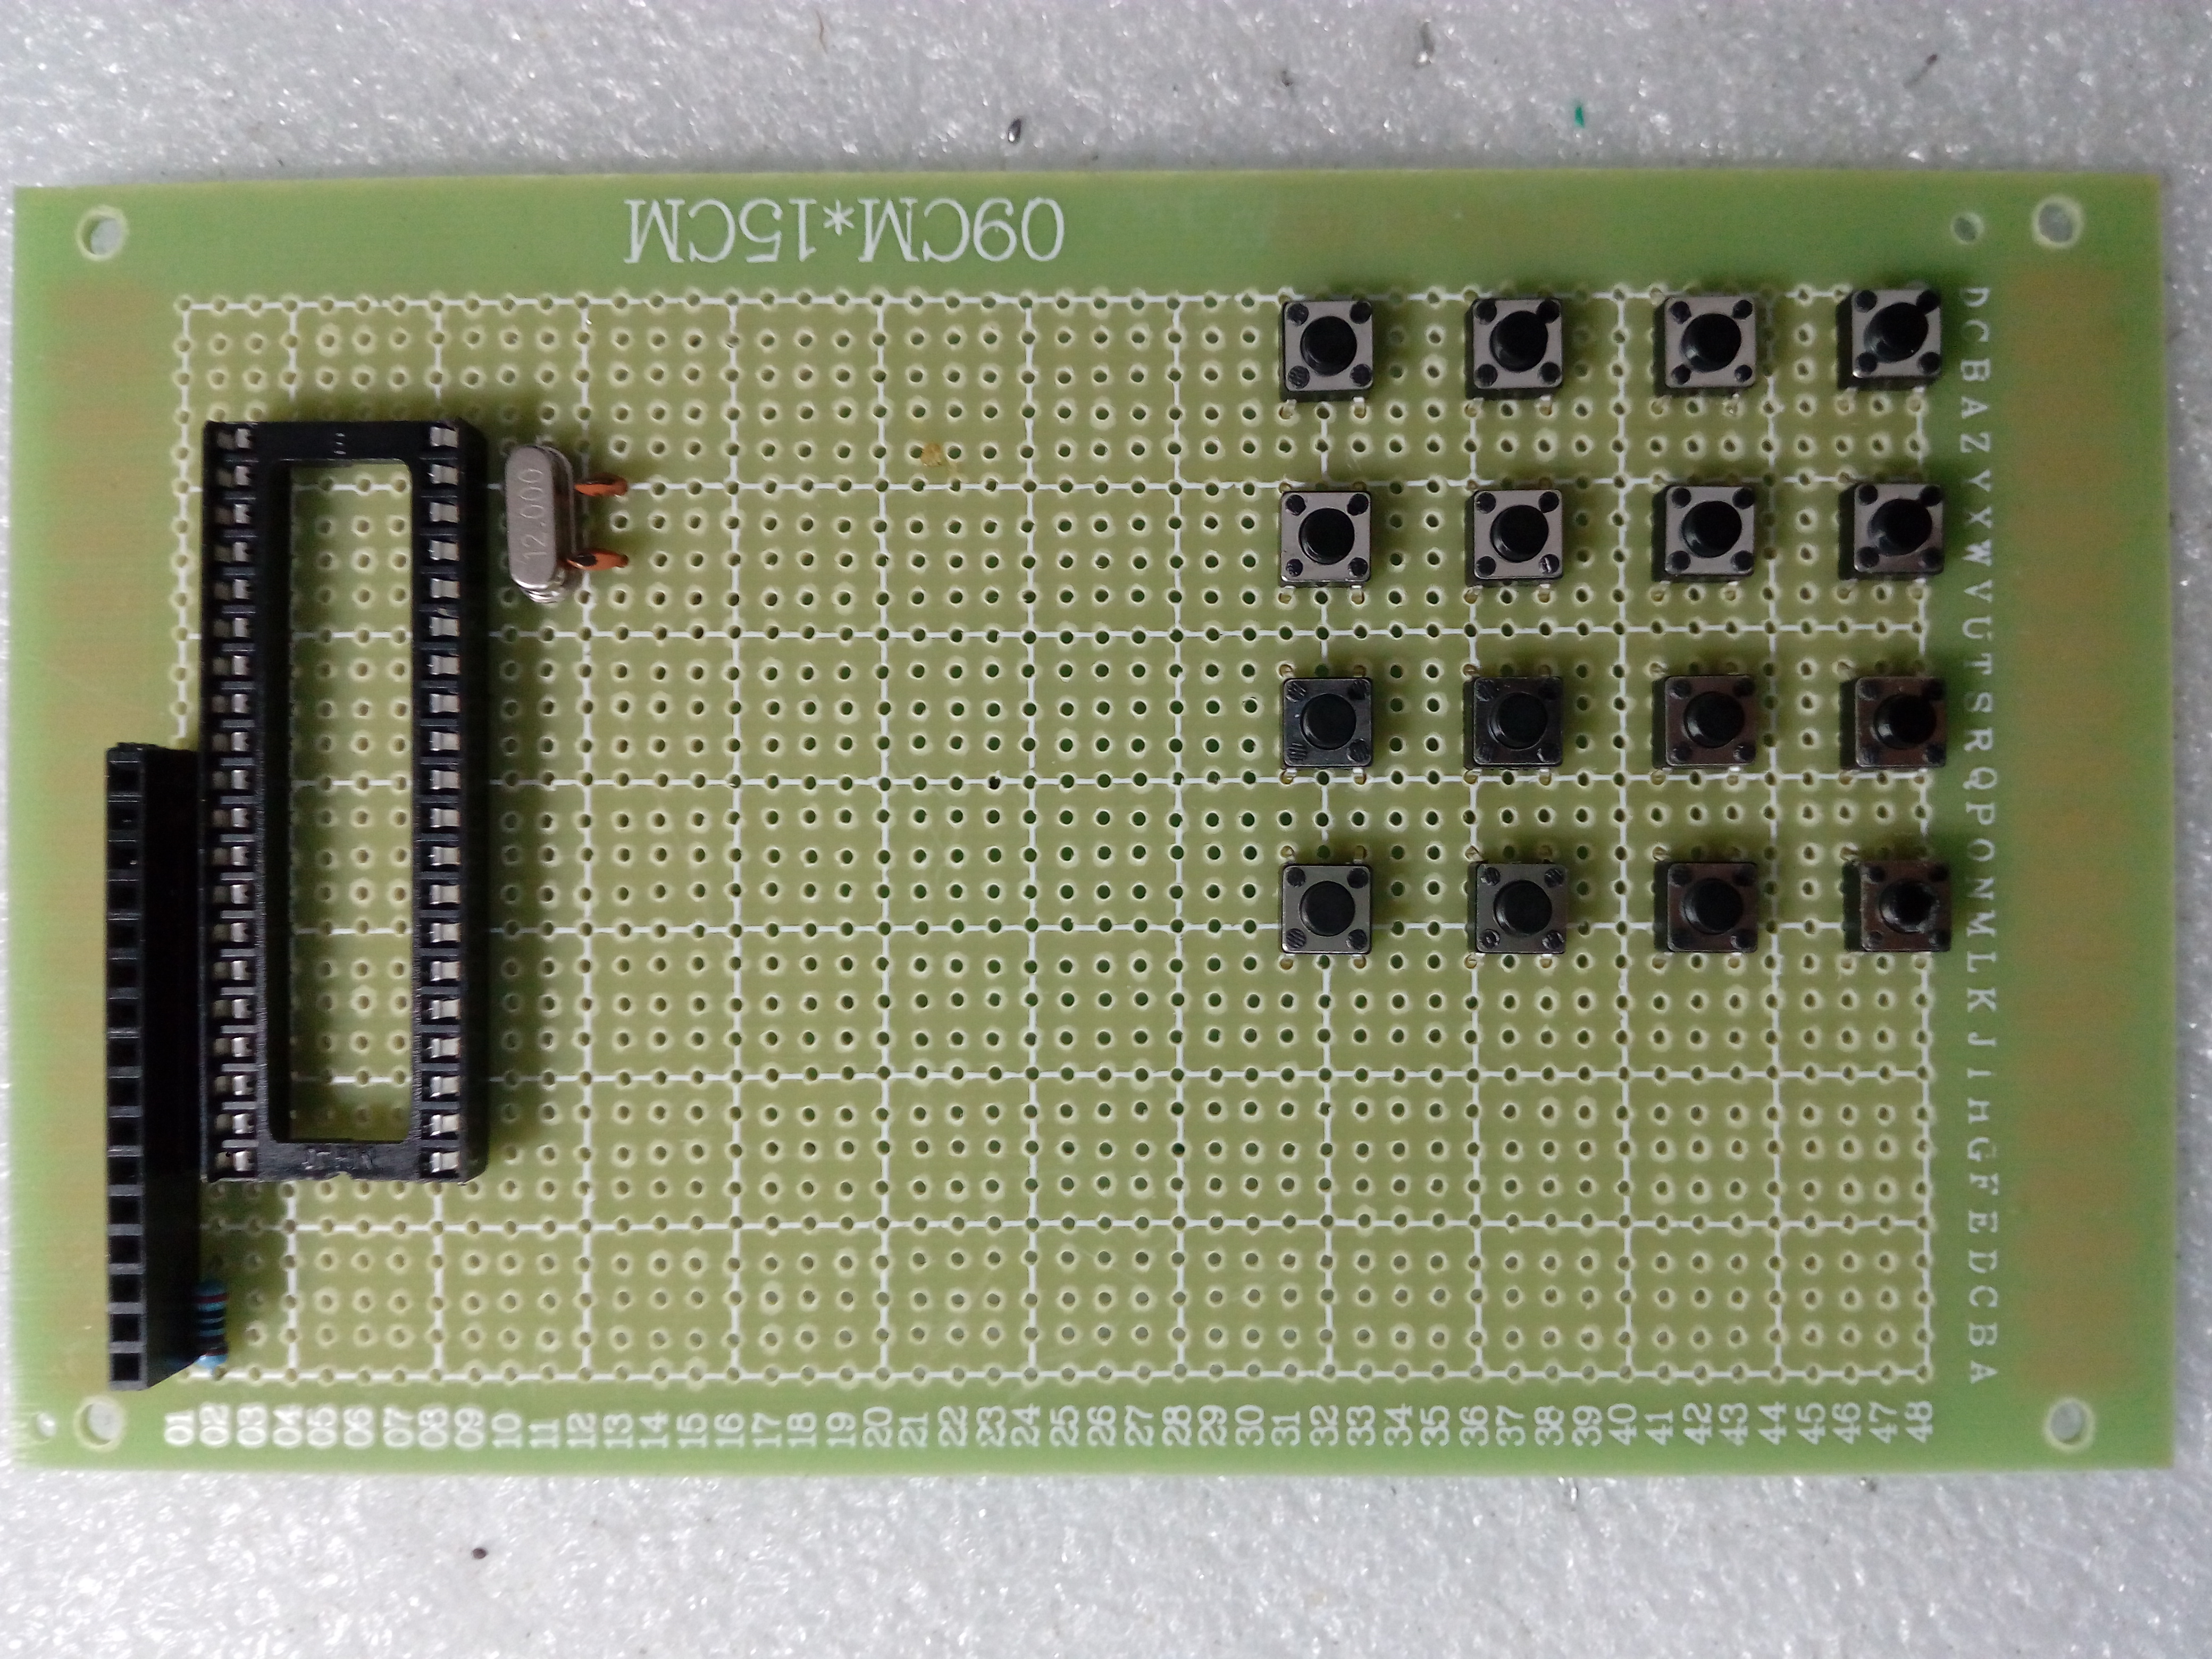 09CM*15CM
12.000
D C B A Z Y X W V U T S R Q P O N M L K J I H G F E D C B A
01 02 03 04 05 06 07 08 09 10 11 12 13 14 15 16 17 18 19 20 21 22 23 24 25 26 27 28 29 30 31 32 33 34 35 36 37 38 39 40 41 42 43 44 45 46 47 48